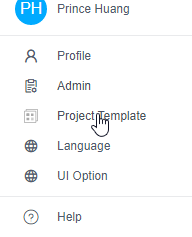 PH Prince Huang
Profile
Admin
Project Template
Language
UI Option
Help